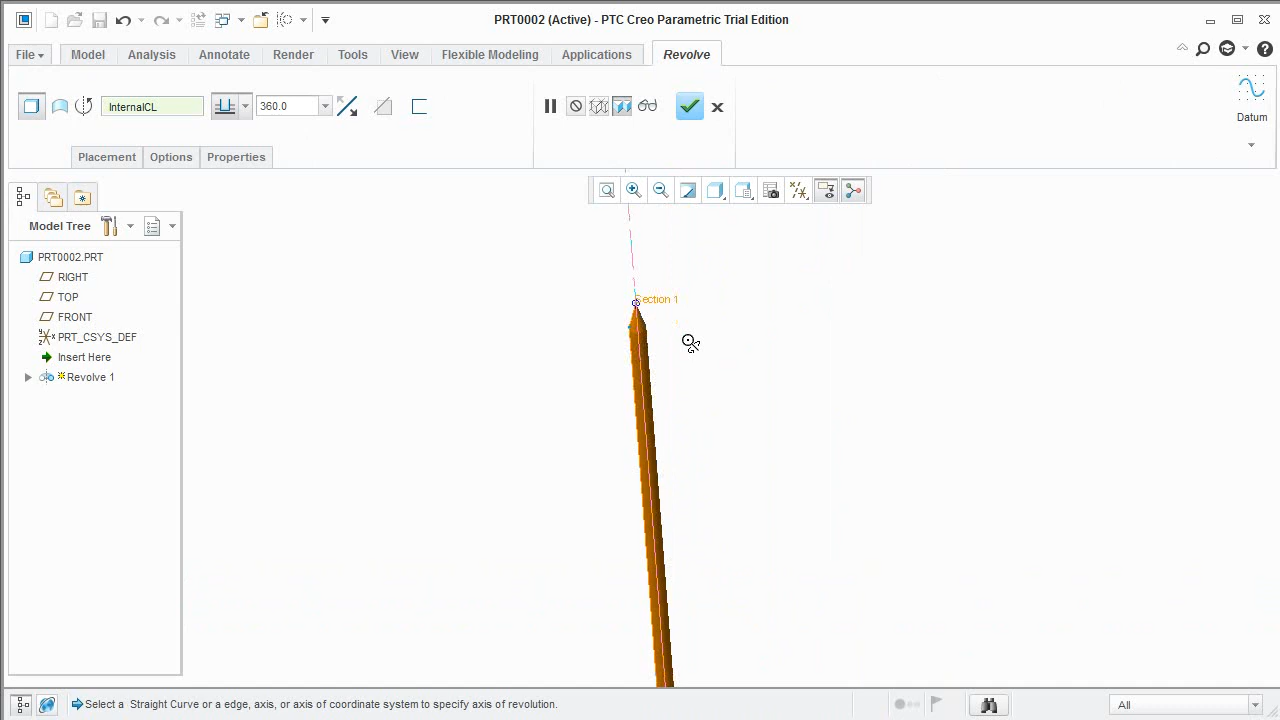 PRT0002 (Active) - PTC Creo Parametric Trial Edition
File Model Analysis Annotate Render Tools View Flexible Modeling Applications Revolve
InternalCL 360.0
Datum
Placement Options Properties
Model Tree
PRT0002.PRT
RIGHT
TOP
FRONT
PRT_CSYS_DEF
Insert Here
Revolve 1
Section 1
Select a Straight Curve or a edge, axis, or axis of coordinate system to specify axis of revolution.
All